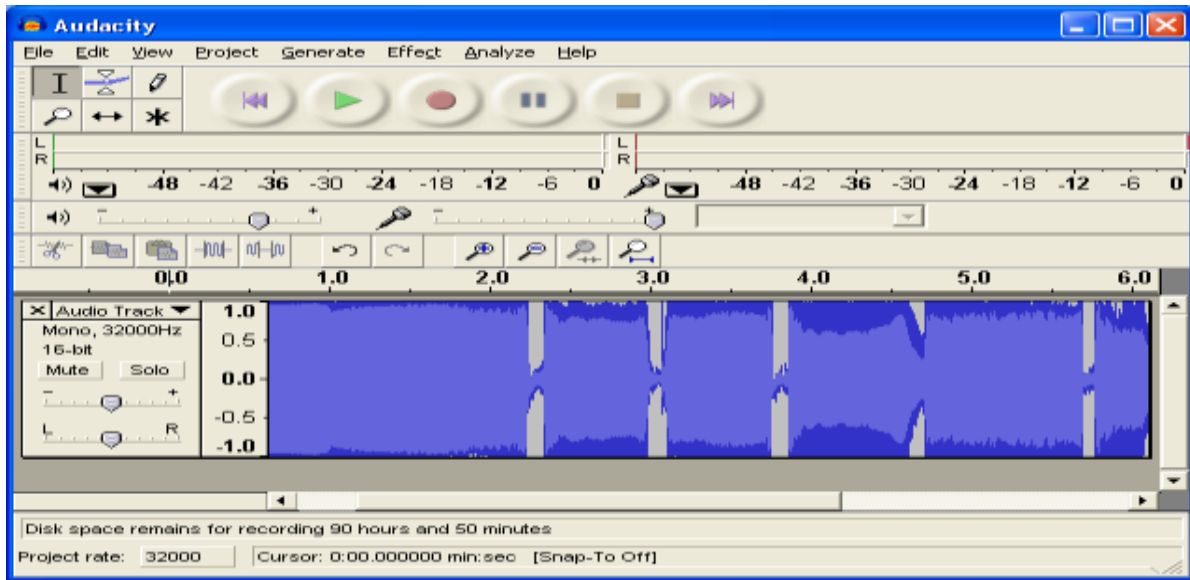 Audacity
File Edit View Project Generate Effect Analyze Help
L
R
-48 -42 -36 -30 -24 -18 -12 -6 0
L
R
-48 -42 -36 -30 -24 -18 -12 -6 0
- +
- +
0.0 1.0 2.0 3.0 4.0 5.0 6.0
Audio Track
Mono, 32000Hz
16-bit
Mute Solo
- +
L R
1.0
0.5
0.0
-0.5
-1.0
Disk space remains for recording 90 hours and 50 minutes
Project rate: 32000 Cursor: 0:00.000000 min:sec [Snap-To Off]